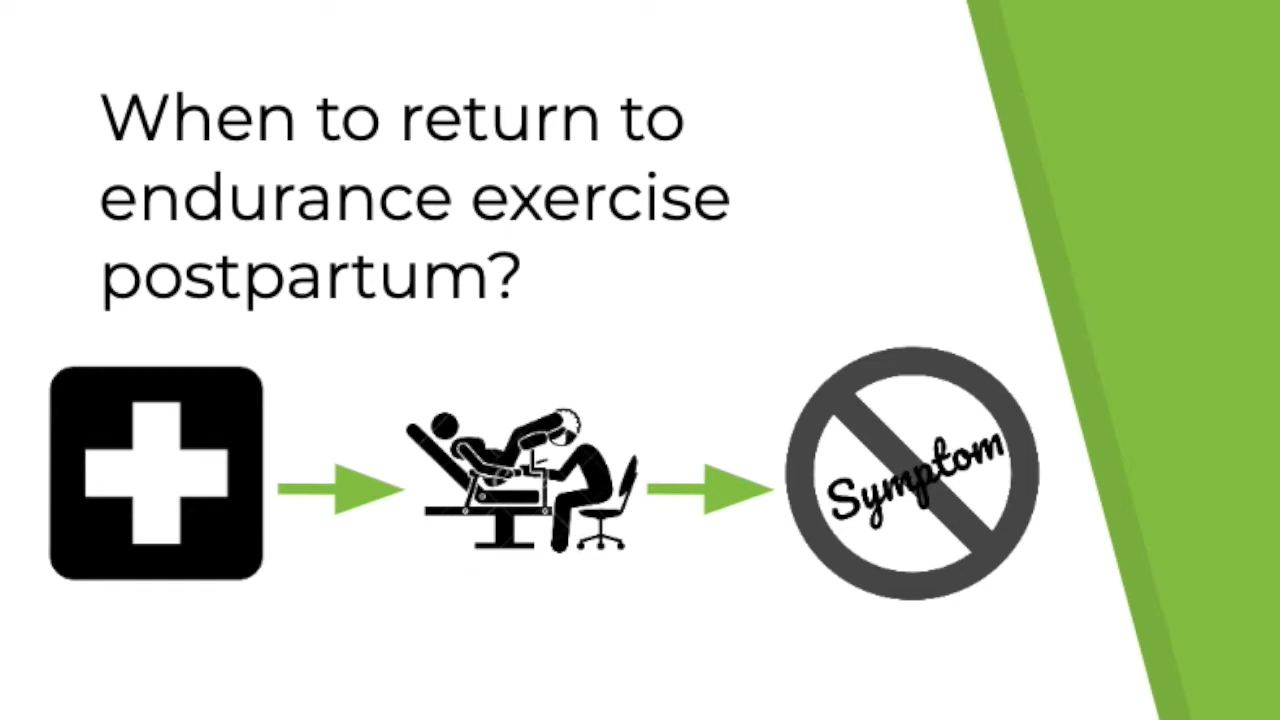 When to return to
endurance exercise
postpartum?
Symptom